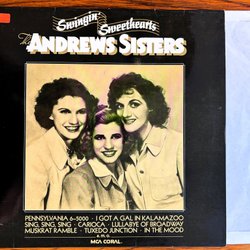 Swingin' Sweethearts
The ANDREWS SISTERS
PENNSYLVANIA 6-5000 · I GOT A GAL IN KALAMAZOO
SING, SING, SING · CARIOCA · LULLABYE OF BROADWAY
MUSKRAT RAMBLE · TUXEDO JUNCTION · IN THE MOOD
a. m. o.
MCA CORAL